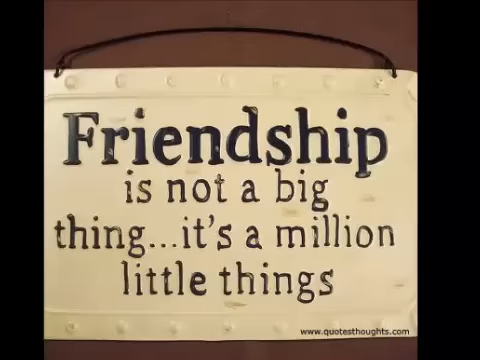 Friendship
is not a big
thing...it's a million
little things
www.quotesthoughts.com